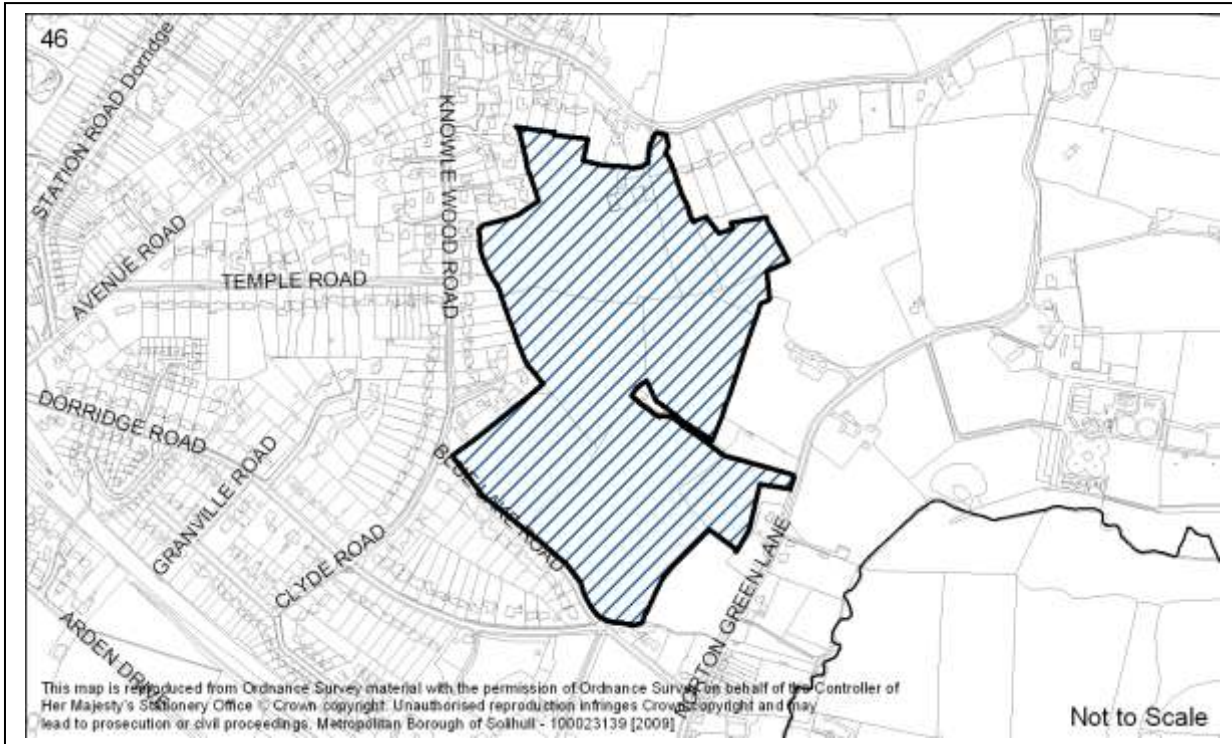 46
STATION ROAD Dorridge
KNOWLE WOOD ROAD
AVENUE ROAD
TEMPLE ROAD
DORRIDGE ROAD
GRANVILLE ROAD
CLYDE ROAD
ROAD
GREEN LANE
ARDEN DRIVE
This map is reproduced from Ordnance Survey material with the permission of Ordnance Survey on behalf of the Controller of
Her Majesty's Stationery Office © Crown copyright. Unauthorised reproduction infringes Crown copyright and may
lead to prosecution or civil proceedings. Metropolitan Borough of Solihull - 100023139 [2009]
Not to Scale